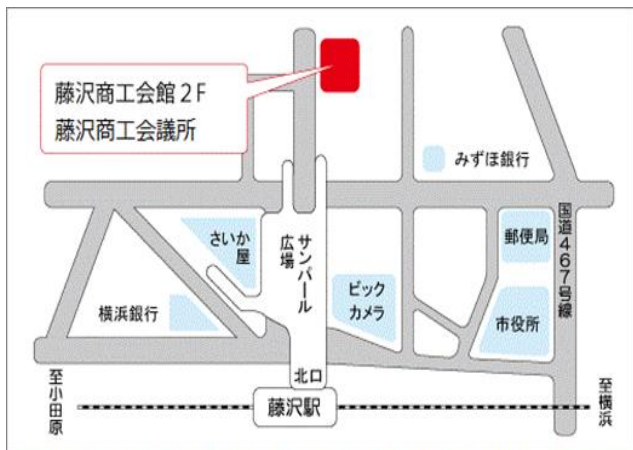 藤沢商工会館2F
藤沢商工会議所
みずほ銀行
さいか
屋
サンパール
広場
国道467号線
郵便局
ビック
カメラ
横浜銀行
市役所
北口
藤沢駅
至小田原
至横浜